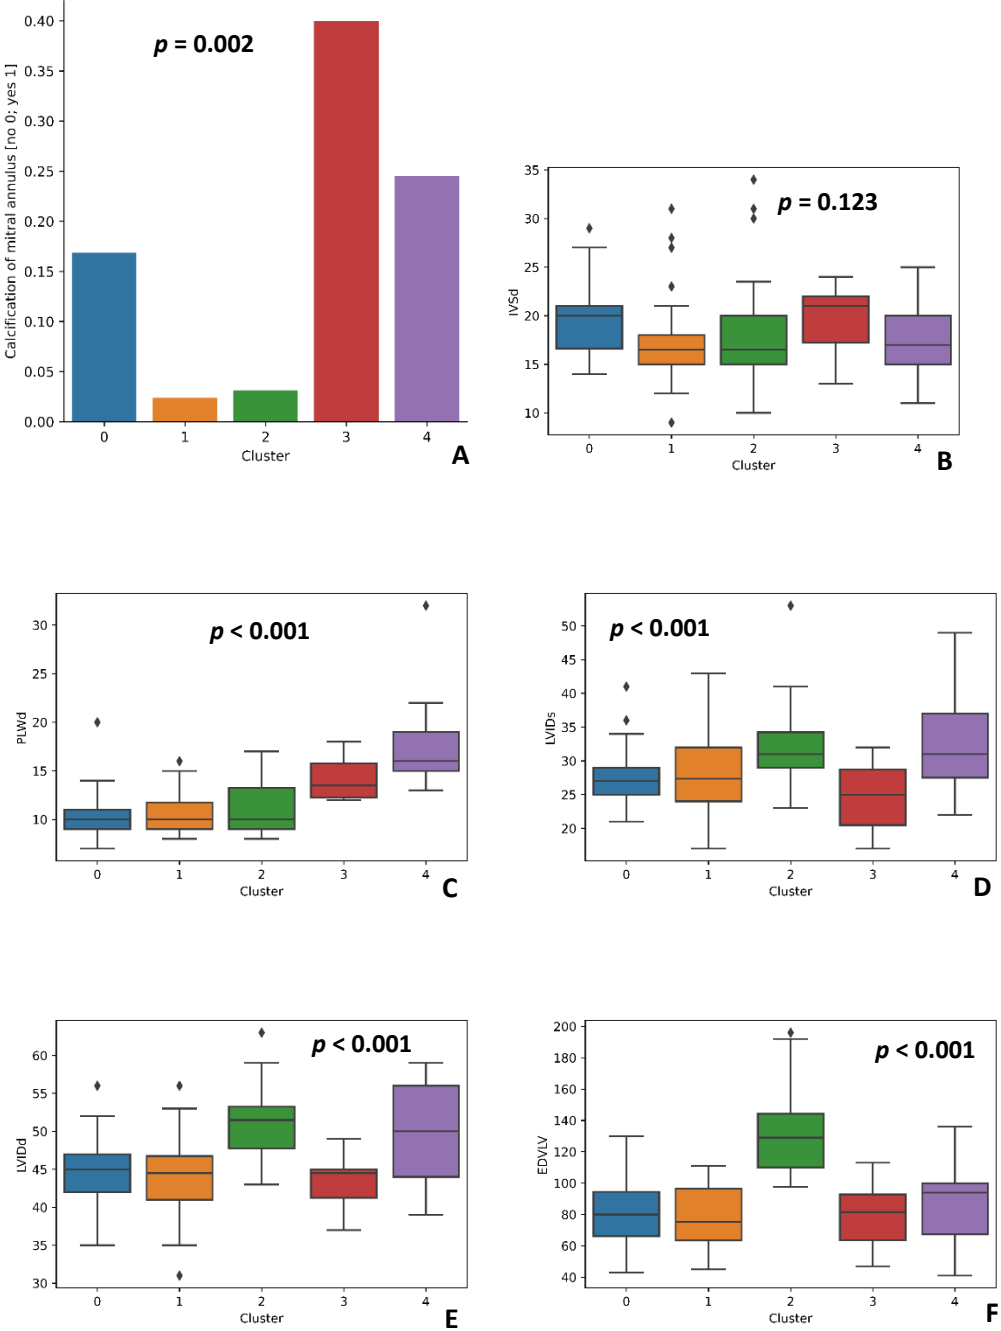 0.40
0.35
0.30
0.25
0.20
0.15
0.10
0.05
0.00
Calcification of mitral annulus [no 0; yes 1]
p = 0.002
0 1 2 3 4
Cluster
A
35
30
25
20
15
10
IVSd
p = 0.123
0 1 2 3 4
Cluster
B
30
25
20
15
10
PLWd
p < 0.001
0 1 2 3 4
Cluster
C
50
45
40
35
30
25
20
LVIDs
p < 0.001
0 1 2 3 4
Cluster
D
60
55
50
45
40
35
30
LVIDd
p < 0.001
0 1 2 3 4
Cluster
E
200
180
160
140
120
100
80
60
40
EDVLV
p < 0.001
0 1 2 3 4
Cluster
F